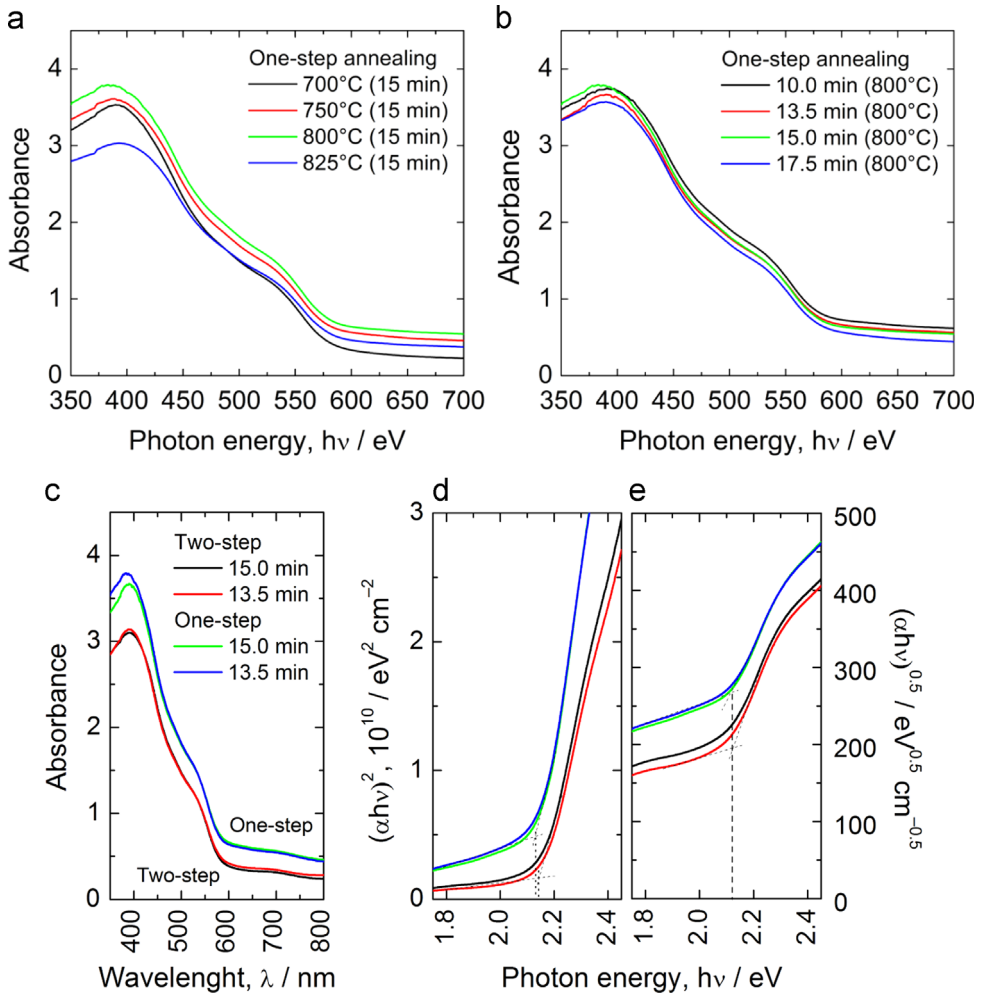 a
Absorbance
4
3
2
1
0
One-step annealing
700°C (15 min)
750°C (15 min)
800°C (15 min)
825°C (15 min)
350 400 450 500 550 600 650 700
Photon energy, hν / eV
b
Absorbance
4
3
2
1
0
One-step annealing
10.0 min (800°C)
13.5 min (800°C)
15.0 min (800°C)
17.5 min (800°C)
350 400 450 500 550 600 650 700
Photon energy, hν / eV
c
Absorbance
4
3
2
1
0
Two-step
15.0 min
13.5 min
One-step
15.0 min
13.5 min
One-step
Two-step
400 500 600 700 800
Wavelenght, λ / nm
d
(αhν)², 10¹⁰ / eV² cm⁻²
3
2
1
0
1.8 2.0 2.2 2.4
e
500
400
300
200
100
0
(αhν)^0.5 / eV^0.5 cm^−0.5
1.8 2.0 2.2 2.4
Photon energy, hν / eV